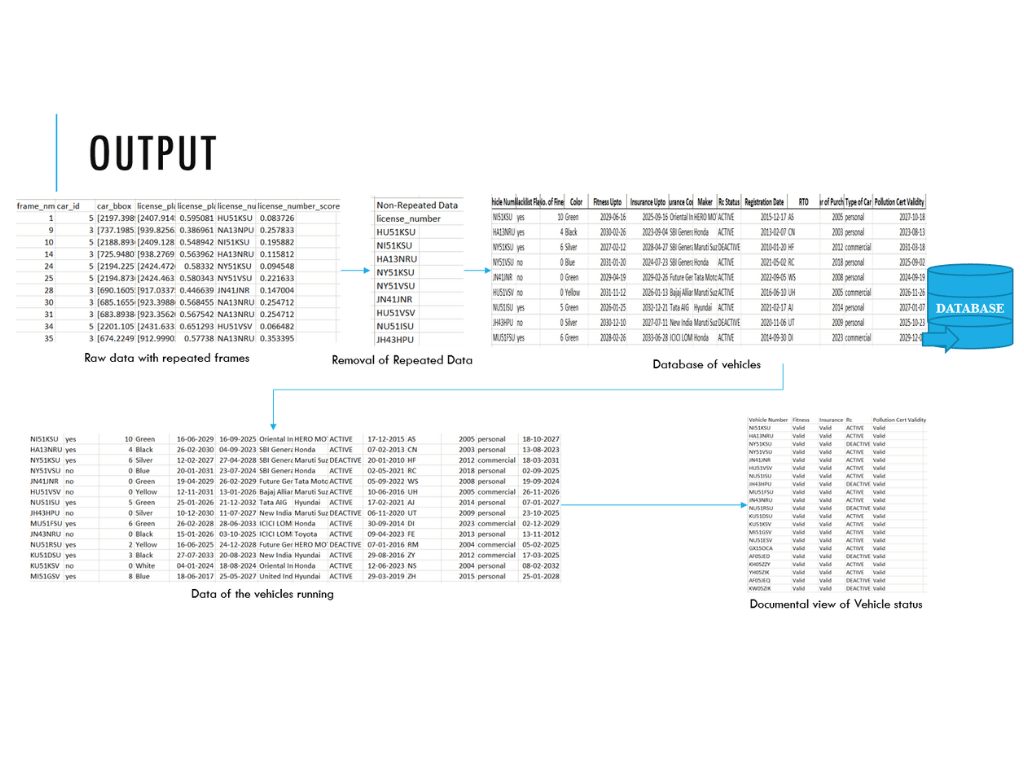 OUTPUT
frame_nm car_id car_bbox license_pl license_pl license_nu license_number_score
1 5 [2197.398 [2407.914 0.595081 HU51KSU 0.083726
9 3 [737.1985 [939.8256 0.386961 NA13NPU 0.257833
10 5 [2188.893 [2409.128 0.548942 NI51KSU 0.195882
14 3 [725.9480 [938.2769 0.563962 HA13NRU 0.115812
24 5 [2194.225 [2424.472 0.58332 NY51KSU 0.094548
25 5 [2194.873 [2424.463 0.580343 NY51VSU 0.221633
28 3 [690.1605 [917.0337 0.446639 JN41JNR 0.147004
30 3 [685.1655 [923.3988 0.568455 NA13NRU 0.254712
31 3 [683.8938 [923.3562 0.567542 NA13NRU 0.254712
34 5 [2201.105 [2431.633 0.651293 HU51VSV 0.066482
35 3 [674.2249 [912.9990 0.57738 NA13NRU 0.353395
Raw data with repeated frames
Non-Repeated Data
license_number
HU51KSU
NI51KSU
HA13NRU
NY51KSU
NY51VSU
JN41JNR
HU51VSV
NU51ISU
JH43HPU
Removal of Repeated Data
Color Fitness Upto Insurance Upto Maker Rc Status Registration Date RTO Type of Car Pollution Cert Validity
NI51KSU yes 10 Green 2029-06-16 2025-09-16 Oriental In HERO MO ACTIVE 2015-12-17 AS 2005 personal 2027-10-18
HA13NRU yes 4 Black 2030-02-26 2023-09-04 SBI Genera Honda ACTIVE 2013-02-07 CN 2003 personal 2023-08-13
NY51KSU yes 6 Silver 2027-02-12 2028-04-27 SBI Genera Maruti Suz DEACTIVE 2010-01-20 HF 2012 commercial 2031-03-18
NY51VSU no 0 Blue 2031-01-20 2024-07-23 SBI Genera Honda ACTIVE 2021-05-02 RC 2018 personal 2025-09-02
JN41JNR no 0 Green 2029-04-19 2029-02-26 Future Ger Tata Motc ACTIVE 2022-09-05 WS 2008 personal 2024-09-19
HU51VSV no 0 Yellow 2031-11-12 2026-01-13 Bajaj Alliar Maruti Suz ACTIVE 2016-06-10 UH 2005 commercial 2026-11-26
NU51ISU yes 5 Green 2026-01-25 2032-12-21 Tata AIG Hyundai ACTIVE 2021-02-17 AJ 2014 personal 2027-01-07
JH43HPU no 0 Silver 2030-12-10 2027-07-11 New India Maruti Suz DEACTIVE 2020-11-06 UT 2009 personal 2025-10-23
MU51FSU yes 6 Green 2028-02-26 2033-06-28 ICICI LOM Honda ACTIVE 2014-09-30 DI 2023 commercial 2029-12-0
DATABASE
Database of vehicles
NI51KSU yes 10 Green 16-06-2029 16-09-2025 Oriental In HERO MO ACTIVE 17-12-2015 AS 2005 personal 18-10-2027
HA13NRU yes 4 Black 26-02-2030 04-09-2023 SBI Genera Honda ACTIVE 07-02-2013 CN 2003 personal 13-08-2023
NY51KSU yes 6 Silver 12-02-2027 27-04-2028 SBI Genera Maruti Suz DEACTIVE 20-01-2010 HF 2012 commercial 18-03-2031
NY51VSU no 0 Blue 20-01-2031 23-07-2024 SBI Genera Honda ACTIVE 02-05-2021 RC 2018 personal 02-09-2025
JN41JNR no 0 Green 19-04-2029 26-02-2029 Future Ger Tata Motc ACTIVE 05-09-2022 WS 2008 personal 19-09-2024
HU51VSV no 0 Yellow 12-11-2031 13-01-2026 Bajaj Alliar Maruti Suz ACTIVE 10-06-2016 UH 2005 commercial 26-11-2026
NU51ISU yes 5 Green 25-01-2026 21-12-2032 Tata AIG Hyundai ACTIVE 17-02-2021 AJ 2014 personal 07-01-2027
JH43HPU no 0 Silver 10-12-2030 11-07-2027 New India Maruti Suz DEACTIVE 06-11-2020 UT 2009 personal 23-10-2025
MU51FSU yes 6 Green 26-02-2028 28-06-2033 ICICI LOM Honda ACTIVE 30-09-2014 DI 2023 commercial 02-12-2029
JN43NRU no 0 Black 15-01-2026 03-10-2025 ICICI LOM Toyota ACTIVE 09-04-2023 FE 2013 personal 13-11-2012
NU51RSU yes 2 Yellow 16-06-2025 24-12-2028 Future Ger HERO MO DEACTIVE 07-01-2016 RM 2004 commercial 05-02-2025
KU51DSU yes 3 Black 27-07-2033 20-08-2023 New India Hyundai ACTIVE 29-08-2016 ZY 2012 commercial 17-03-2025
KU51KSV no 0 White 04-01-2024 18-08-2024 Oriental In Honda ACTIVE 12-06-2023 NS 2004 personal 08-02-2032
MI51GSV yes 8 Blue 18-06-2017 25-05-2027 United Ind Hyundai ACTIVE 29-03-2019 ZH 2015 personal 25-01-2028
Data of the vehicles running
Vehicle Number Fitness Insurance Rc Pollution Cert Validity
NI51KSU Valid Valid ACTIVE Valid
HA13NRU Valid Valid ACTIVE Valid
NY51KSU Valid Valid DEACTIVE Valid
NY51VSU Valid Valid ACTIVE Valid
JN41JNR Valid Valid ACTIVE Valid
HU51VSV Valid Valid ACTIVE Valid
NU51ISU Valid Valid ACTIVE Valid
JH43HPU Valid Valid DEACTIVE Valid
MU51FSU Valid Valid ACTIVE Valid
JN43NRU Valid Valid ACTIVE Valid
NU51RSU Valid Valid DEACTIVE Valid
KU51DSU Valid Valid ACTIVE Valid
KU51KSV Valid Valid ACTIVE Valid
MI51GSV Valid Valid ACTIVE Valid
NU51ESV Valid Valid ACTIVE Valid
GX15OCA Valid Valid ACTIVE Valid
AF05JEO Valid Valid DEACTIVE Valid
KH05ZZY Valid Valid ACTIVE Valid
YH05ZIK Valid Valid ACTIVE Valid
AF05JEQ Valid Valid DEACTIVE Valid
KW05ZIK Valid Valid DEACTIVE Valid
Documental view of Vehicle status